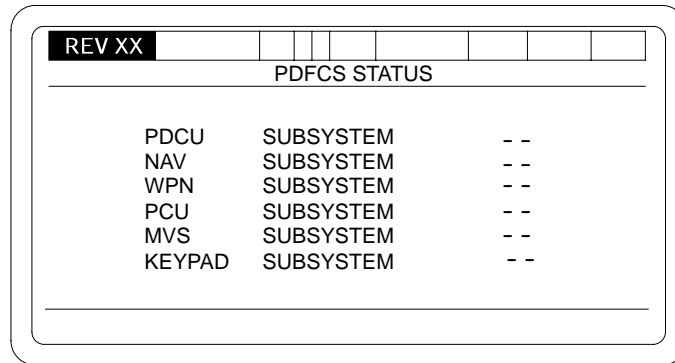 REV XX
PDFCS STATUS
PDCU SUBSYSTEM - -
NAV SUBSYSTEM - -
WPN SUBSYSTEM - -
PCU SUBSYSTEM - -
MVS SUBSYSTEM - -
KEYPAD SUBSYSTEM - -